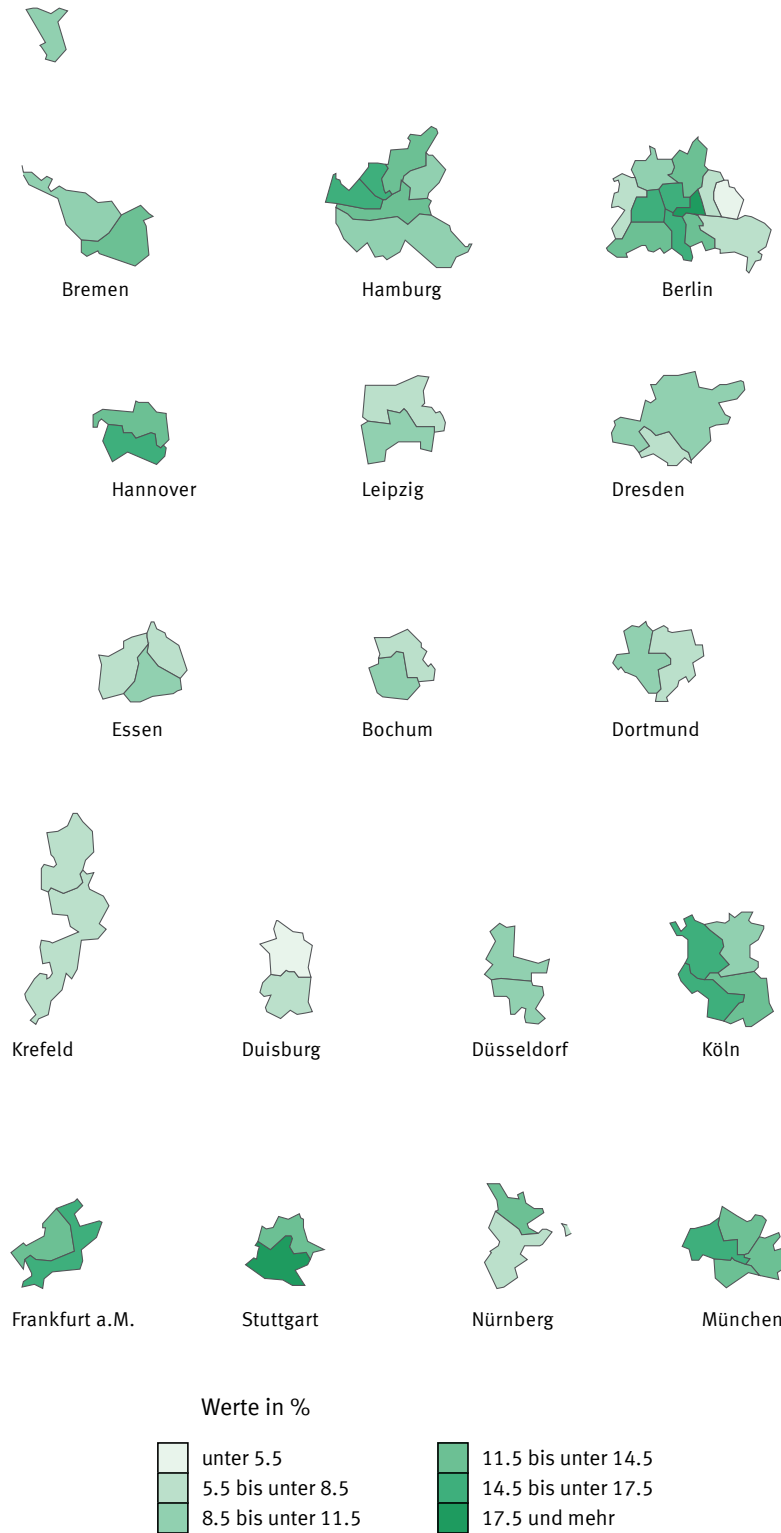 Bremen
Hamburg
Berlin
Hannover
Leipzig
Dresden
Essen
Bochum
Dortmund
Krefeld
Duisburg
Düsseldorf
Köln
Frankfurt a.M.
Stuttgart
Nürnberg
München
Werte in %
unter 5.5
5.5 bis unter 8.5
8.5 bis unter 11.5
11.5 bis unter 14.5
14.5 bis unter 17.5
17.5 und mehr